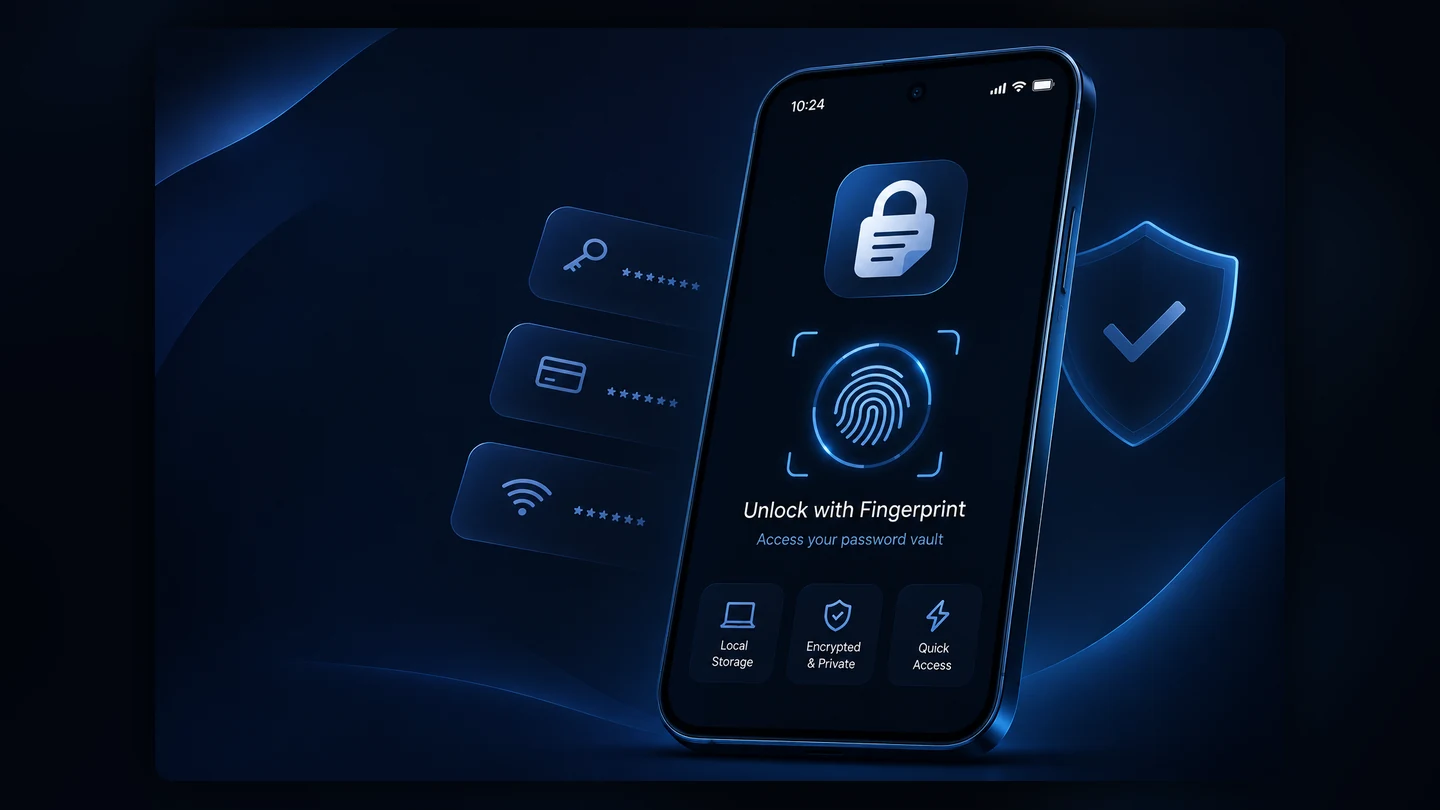 10:24
*******
******
******
Unlock with Fingerprint
Access your password vault
Local
Storage
Encrypted
& Private
Quick
Access